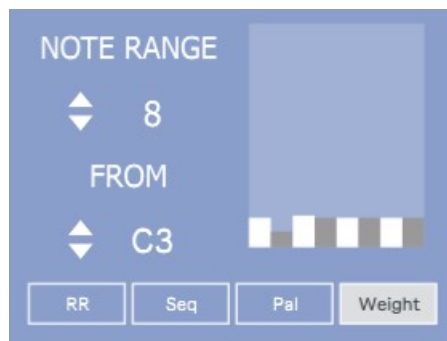 NOTE RANGE
8
FROM
C3
RR Seq Pal Weight